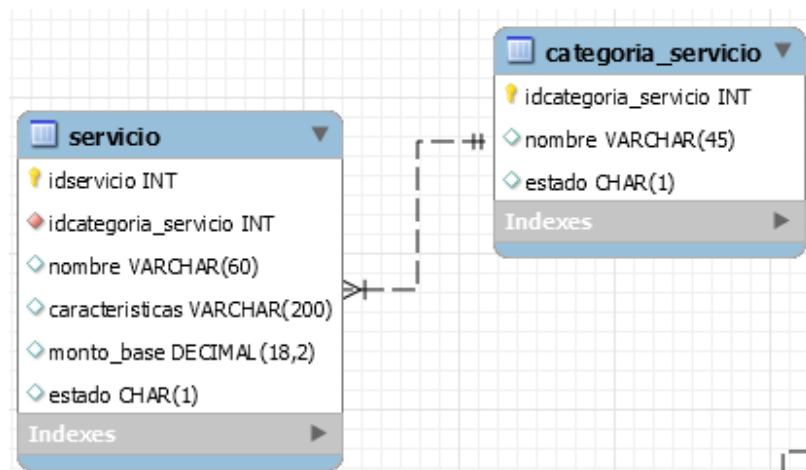 categoria_servicio
idcategoria_servicio INT
nombre VARCHAR(45)
estado CHAR(1)
Indexes
servicio
idservicio INT
idcategoria_servicio INT
nombre VARCHAR(60)
caracteristicas VARCHAR(200)
monto_base DECIMAL(18,2)
estado CHAR(1)
Indexes